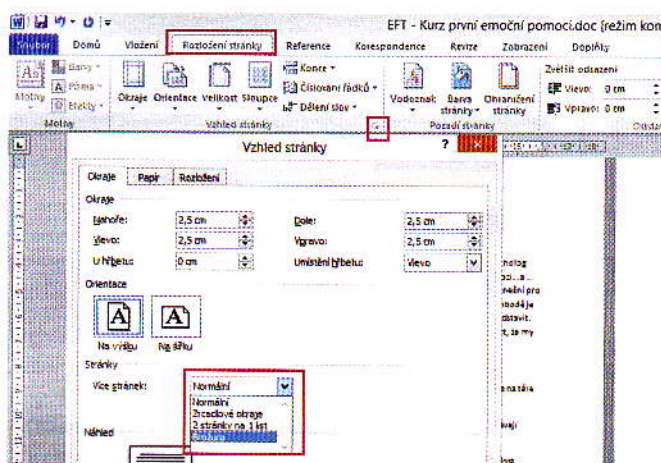 EFT - Kurz první emoční pomoci.doc [režim kom
Soubor Domů Vložení Rozložení stránky Reference Korespondence Revize Zobrazení Doplňky
Motivy
Barvy
Písma
Efekty
Okraje Orientace Velikost Sloupce
Konce
Číslování řádků
Dělení slov
Vodoznak Barva stránky Ohraničení stránky
Zvětšit odsazení
Vlevo: 0 cm
Vpravo: 0 cm
Motivy Vzhled stránky Pozadí stránky
Vzhled stránky ?
Okraje Papír Rozložení
Okraje
Nahoře: 2,5 cm Dole: 2,5 cm
Vlevo: 2,5 cm Vpravo: 2,5 cm
U hřbetu: 0 cm Umístění hřbetu: Vlevo
Orientace
Na výšku Na šířku
Stránky
Více stránek: Normální
Normální
Zrcadlové okraje
2 stránky na 1 list
Brožura
Náhled